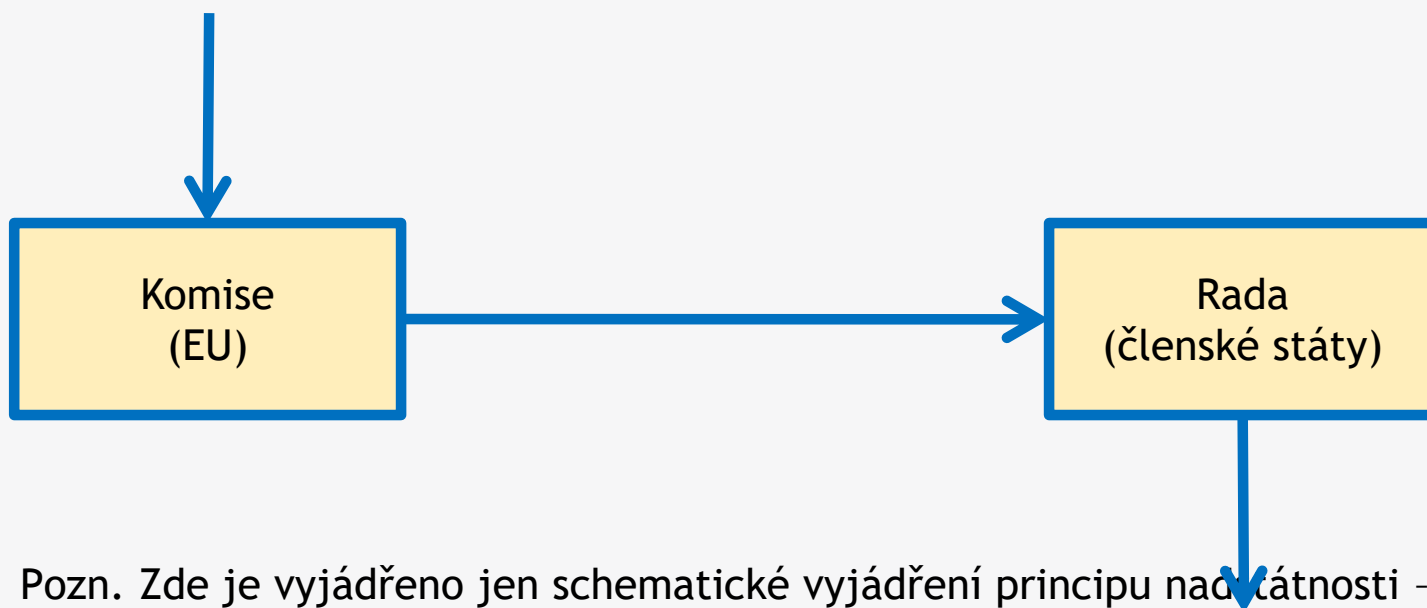 Komise
(EU)
Rada
(členské státy)
Pozn. Zde je vyjádřeno jen schematické vyjádření principu nadstátnosti –